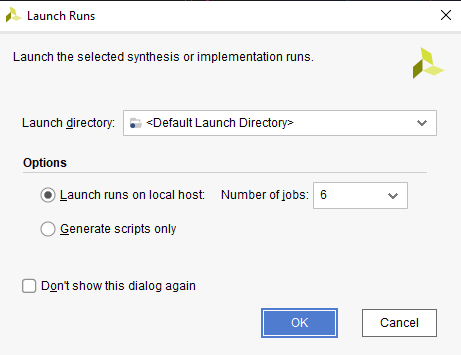 Launch Runs
Launch the selected synthesis or implementation runs.
Launch directory: <Default Launch Directory>
Options
Launch runs on local host: Number of jobs: 6
Generate scripts only
Don't show this dialog again
OK Cancel